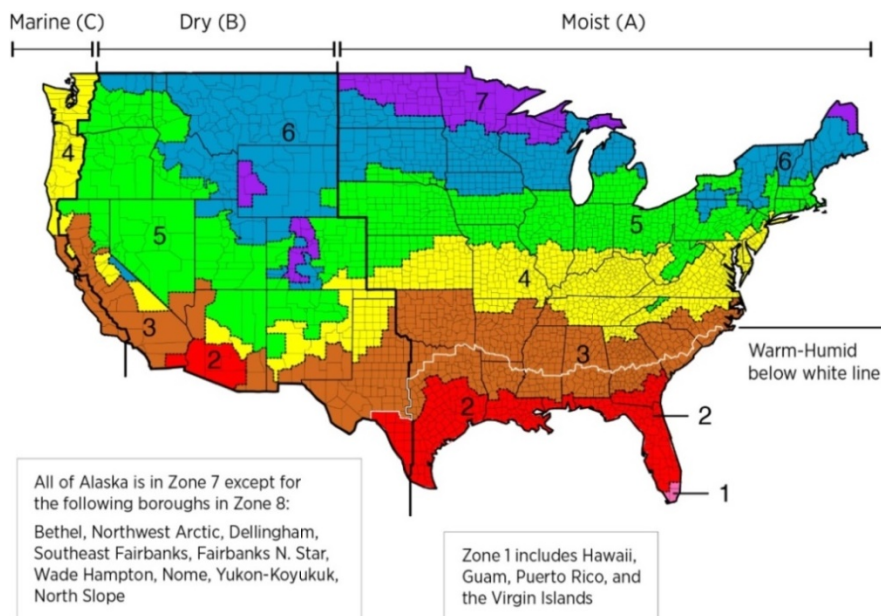 Marine (C)
Dry (B)
Moist (A)
7
6
6
4
5
5
4
3
3
2
2
Warm-Humid
below white line
2
1
All of Alaska is in Zone 7 except for
the following boroughs in Zone 8:
Bethel, Northwest Arctic, Dellingham,
Southeast Fairbanks, Fairbanks N. Star,
Wade Hampton, Nome, Yukon-Koyukuk,
North Slope
Zone 1 includes Hawaii,
Guam, Puerto Rico, and
the Virgin Islands